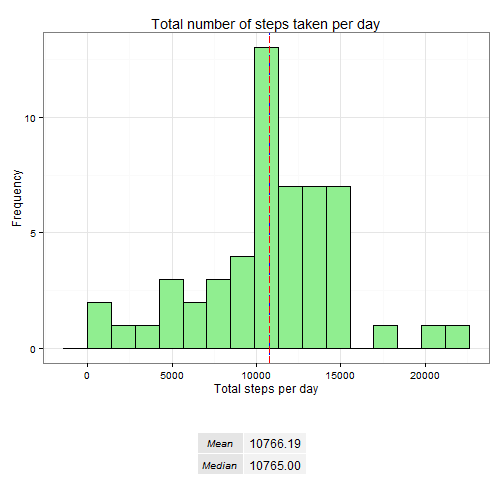 Total number of steps taken per day
Frequency
10
5
0
0 5000 10000 15000 20000
Total steps per day
Mean 10766.19
Median 10765.00